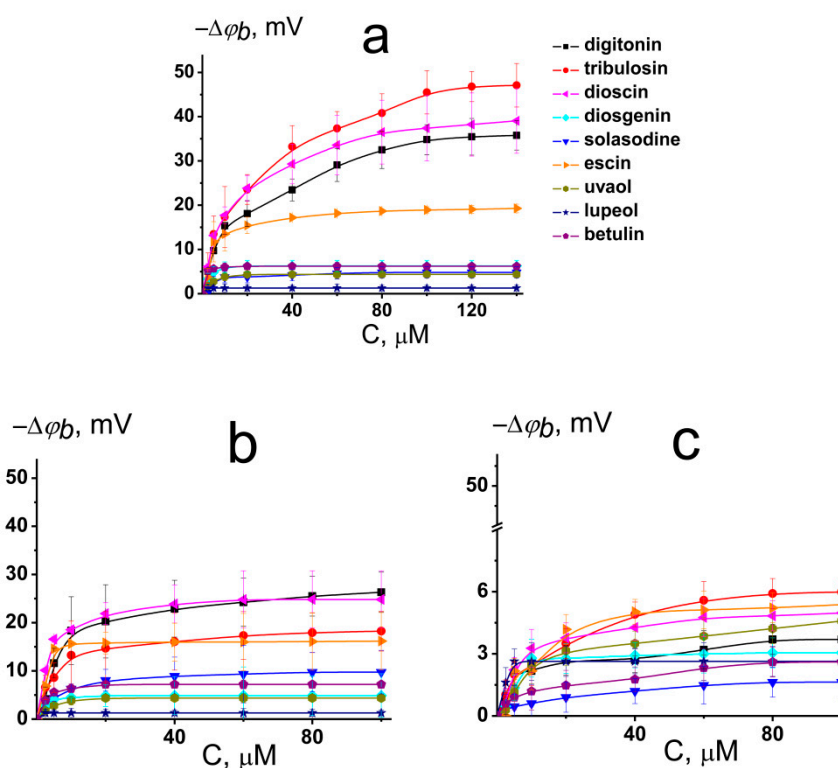 −Δφb, mV
a
50
40
30
20
10
0
40
80
120
C, μM
digitonin
tribulosin
dioscin
diosgenin
solasodine
escin
uvaol
lupeol
betulin
−Δφb, mV
b
50
40
30
20
10
0
40
80
C, μM
−Δφb, mV
c
50
6
3
0
40
80
C, μM